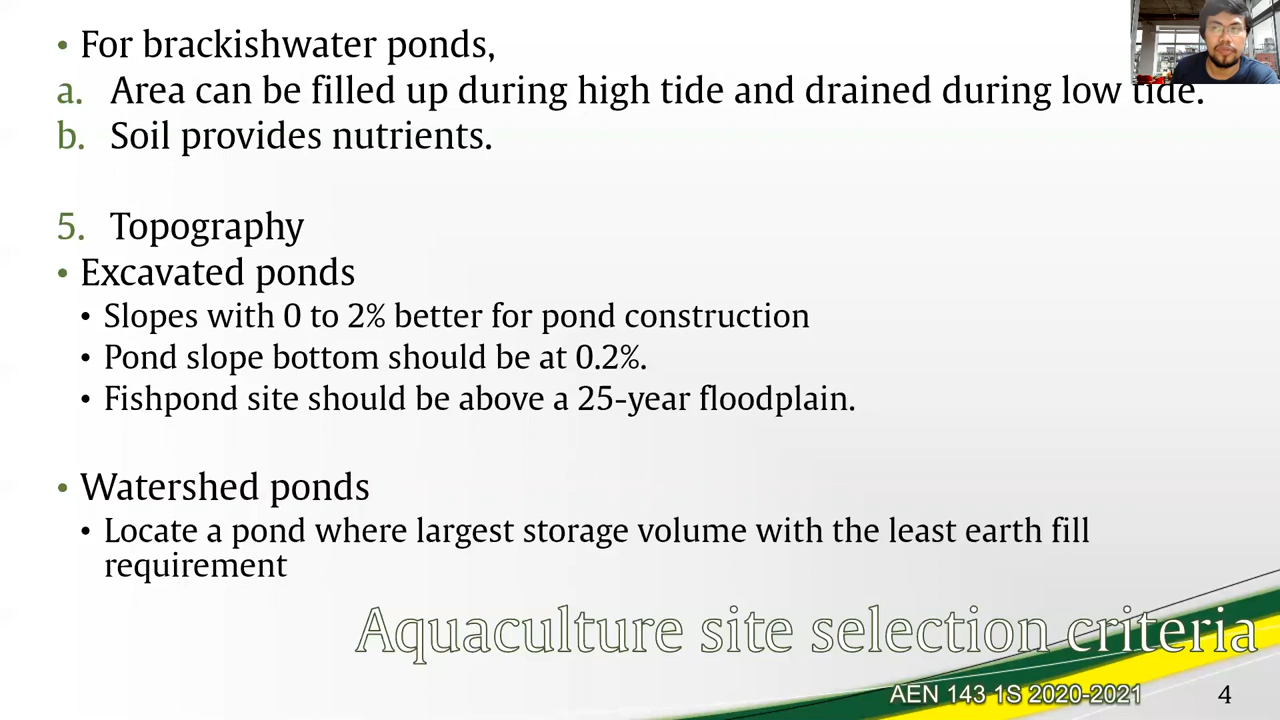 • For brackishwater ponds,
a. Area can be filled up during high tide and drained during low tide.
b. Soil provides nutrients.
5. Topography
• Excavated ponds
• Slopes with 0 to 2% better for pond construction
• Pond slope bottom should be at 0.2%.
• Fishpond site should be above a 25-year floodplain.
• Watershed ponds
• Locate a pond where largest storage volume with the least earth fill
requirement
Aquaculture site selection criteria
AEN 143 1S 2020-2021
4